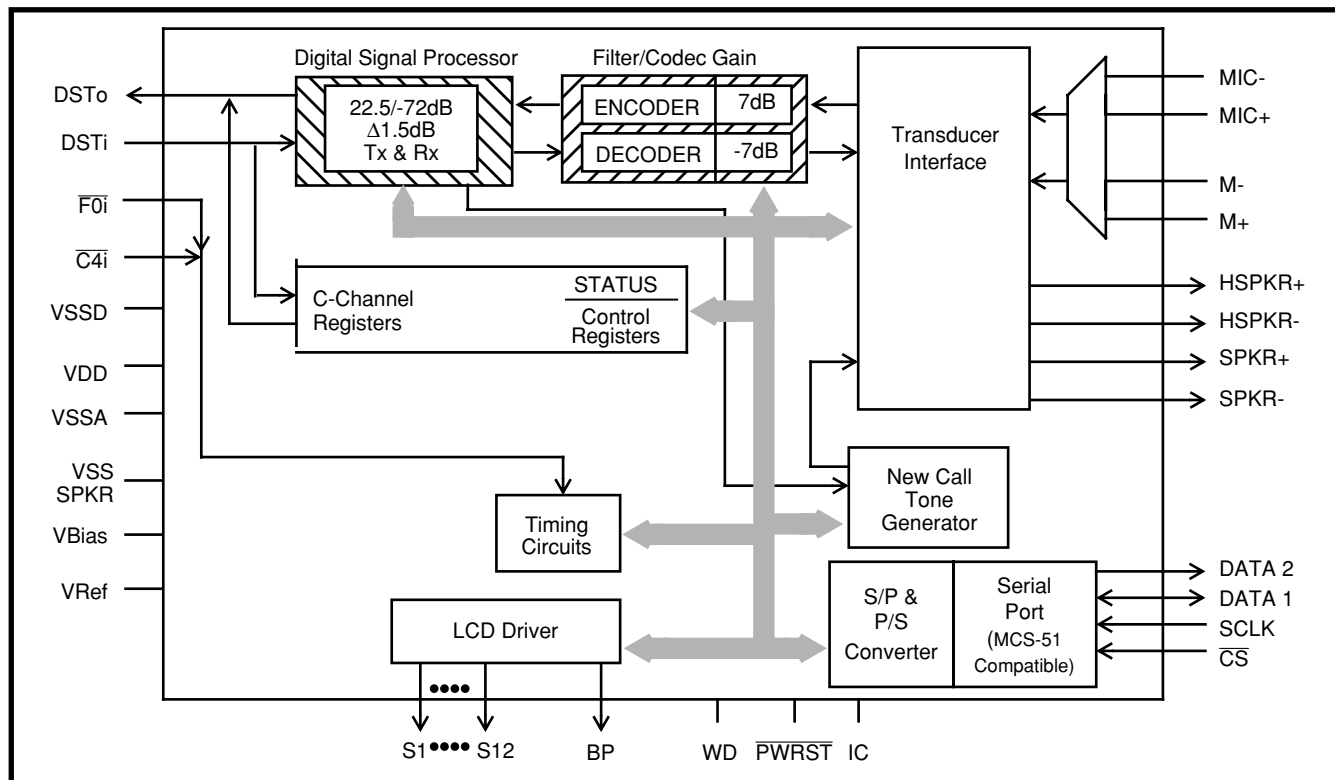 Digital Signal Processor
Filter/Codec Gain
DSTo
DSTi
F0i
C4i
VSSD
VDD
VSSA
VSS
SPKR
VBias
VRef
22.5/-72dB
Δ1.5dB
Tx & Rx
ENCODER
7dB
DECODER
-7dB
Transducer
Interface
MIC-
MIC+
M-
M+
HSPKR+
HSPKR-
SPKR+
SPKR-
C-Channel
Registers
STATUS
Control
Registers
New Call
Tone
Generator
Timing
Circuits
LCD Driver
S/P &
P/S
Converter
Serial
Port
(MCS-51
Compatible)
DATA 2
DATA 1
SCLK
CS
S1 •••• S12
BP
WD
PWRST
IC